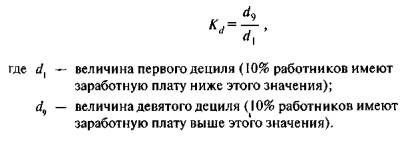 K_d = d_9 / d_1 ,
где d_1 — величина первого дециля (10% работников имеют
заработную плату ниже этого значения);
d_9 — величина девятого дециля (10% работников имеют
заработную плату выше этого значения).